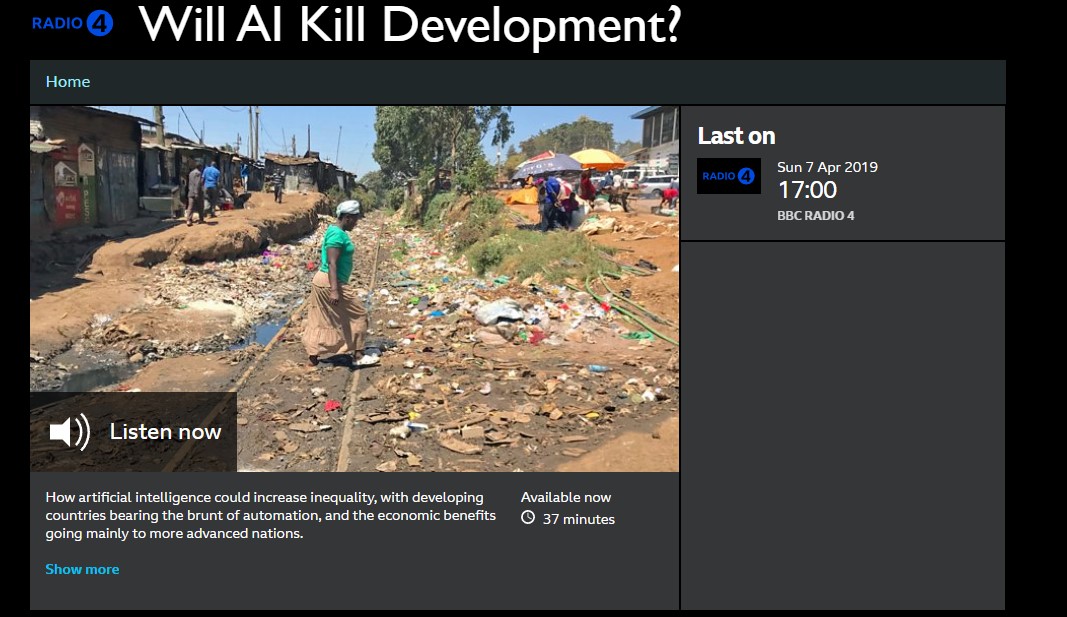 RADIO 4
Will AI Kill Development?
Home
Listen now
Last on
RADIO 4
Sun 7 Apr 2019
17:00
BBC RADIO 4
How artificial intelligence could increase inequality, with developing
countries bearing the brunt of automation, and the economic benefits
going mainly to more advanced nations.
Show more
Available now
37 minutes